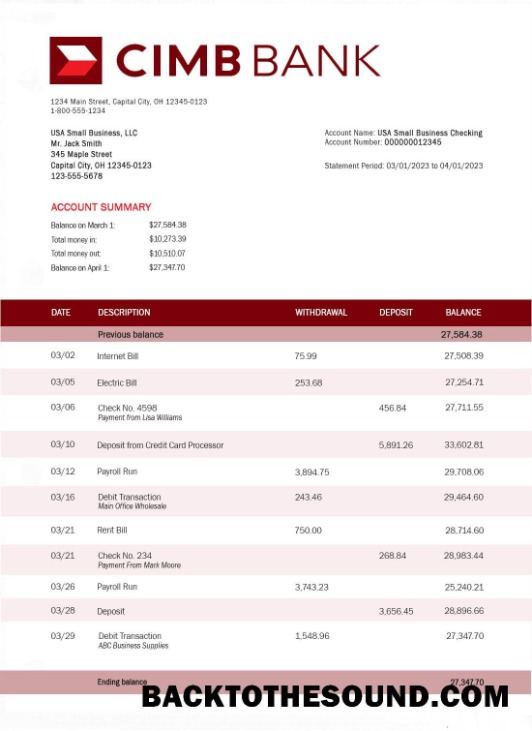 CIMB BANK
1234 Main Street, Capital City, OH 12345-0123
1-800-555-1234
USA Small Business, LLC
Mr. Jack Smith
345 Maple Street
Capital City, OH 12345-0123
123-555-5678
Account Name: USA Small Business Checking
Account Number: 000000012345
Statement Period: 03/01/2023 to 04/01/2023
ACCOUNT SUMMARY
Balance on March 1: $27,584.38
Total money in: $10,273.39
Total money out: $10,510.07
Balance on April 1: $27,347.70
DATE DESCRIPTION WITHDRAWAL DEPOSIT BALANCE
Previous balance 27,584.38
03/02 Internet Bill 75.99 27,508.39
03/05 Electric Bill 253.68 27,254.71
03/06 Check No. 4598 456.84 27,711.55
Payment from Lisa Williams
03/10 Deposit from Credit Card Processor 5,891.26 33,602.81
03/12 Payroll Run 3,894.75 29,708.06
03/16 Debit Transaction 243.46 29,464.60
Main Office Wholesale
03/21 Rent Bill 750.00 28,714.60
03/21 Check No. 234 268.84 28,983.44
Payment From Mark Moore
03/26 Payroll Run 3,743.23 25,240.21
03/28 Deposit 3,656.45 28,896.66
03/29 Debit Transaction 1,548.96 27,347.70
ABC Business Supplies
Ending balance 27,347.70
BACKTOTHESOUND.COM